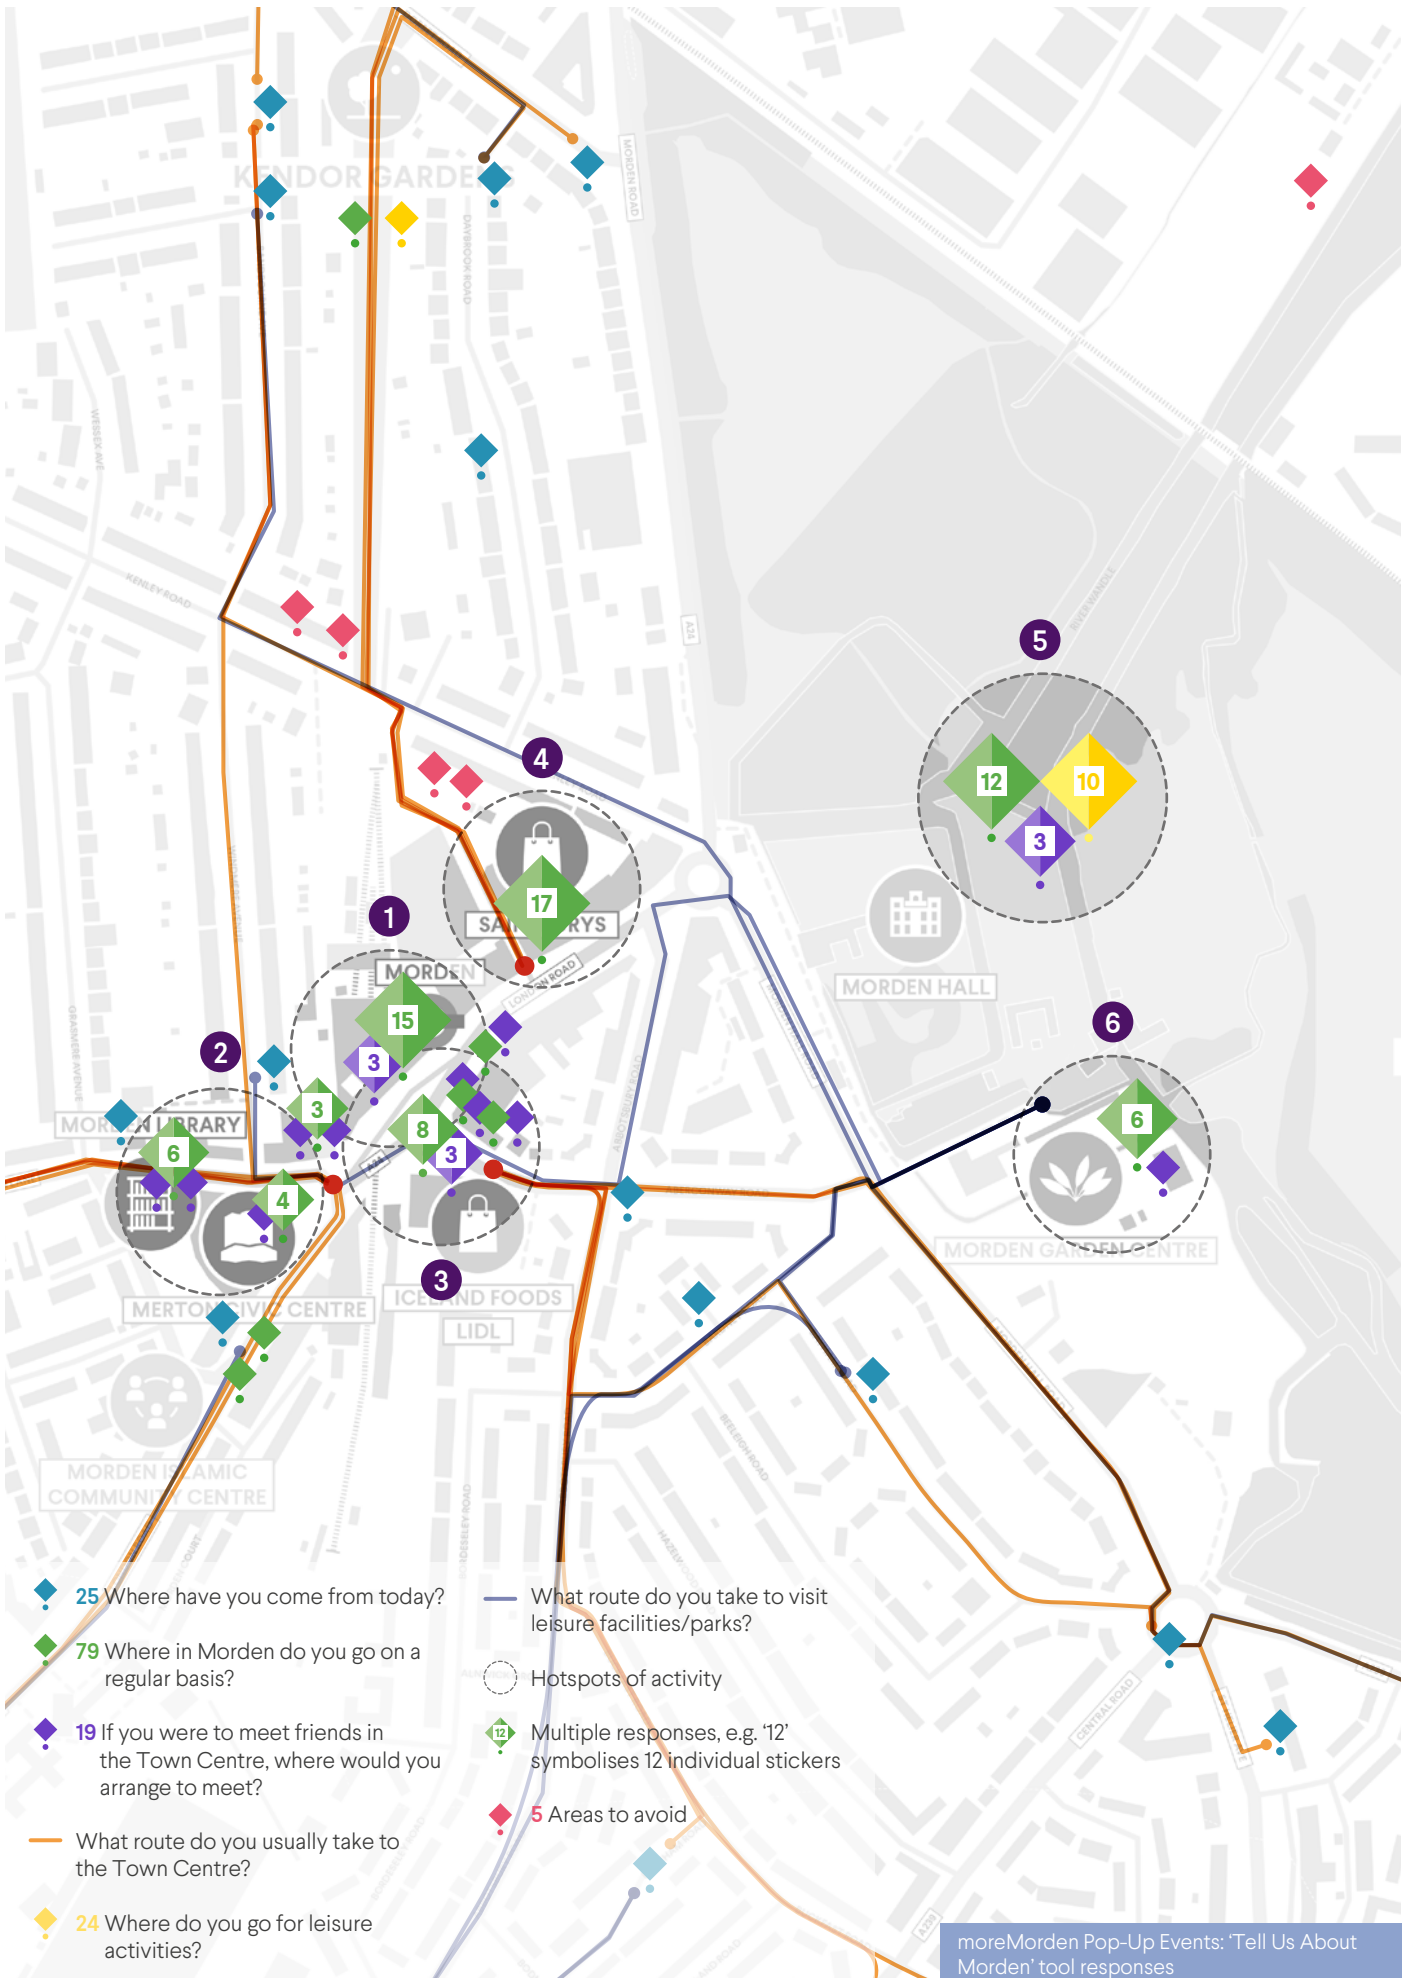 KENDOR GARDENS
MORDEN ROAD
DAYBROOK ROAD
WESSEX AVE
KENLEY ROAD
A24
RIVER WANDLE
5
12
10
3
4
17
LONDON ROAD
1
MORDEN
15
3
MORDEN HALL
6
6
MORDEN GARDEN CENTRE
2
GRASMERE AVENUE
MORDEN LIBRARY
6
3
4
8
3
A24
3
MERTON CIVIC CENTRE
ICELAND FOODS
LIDL
MORDEN ISLAMIC
COMMUNITY CENTRE
BEELEIGH ROAD
CENTRAL ROAD
25 Where have you come from today?
79 Where in Morden do you go on a
regular basis?
19 If you were to meet friends in
the Town Centre, where would you
arrange to meet?
What route do you usually take to
the Town Centre?
24 Where do you go for leisure
activities?
What route do you take to visit
leisure facilities/parks?
Hotspots of activity
12
Multiple responses, e.g. ‘12’
symbolises 12 individual stickers
5 Areas to avoid
moreMorden Pop-Up Events: ‘Tell Us About
Morden’ tool responses